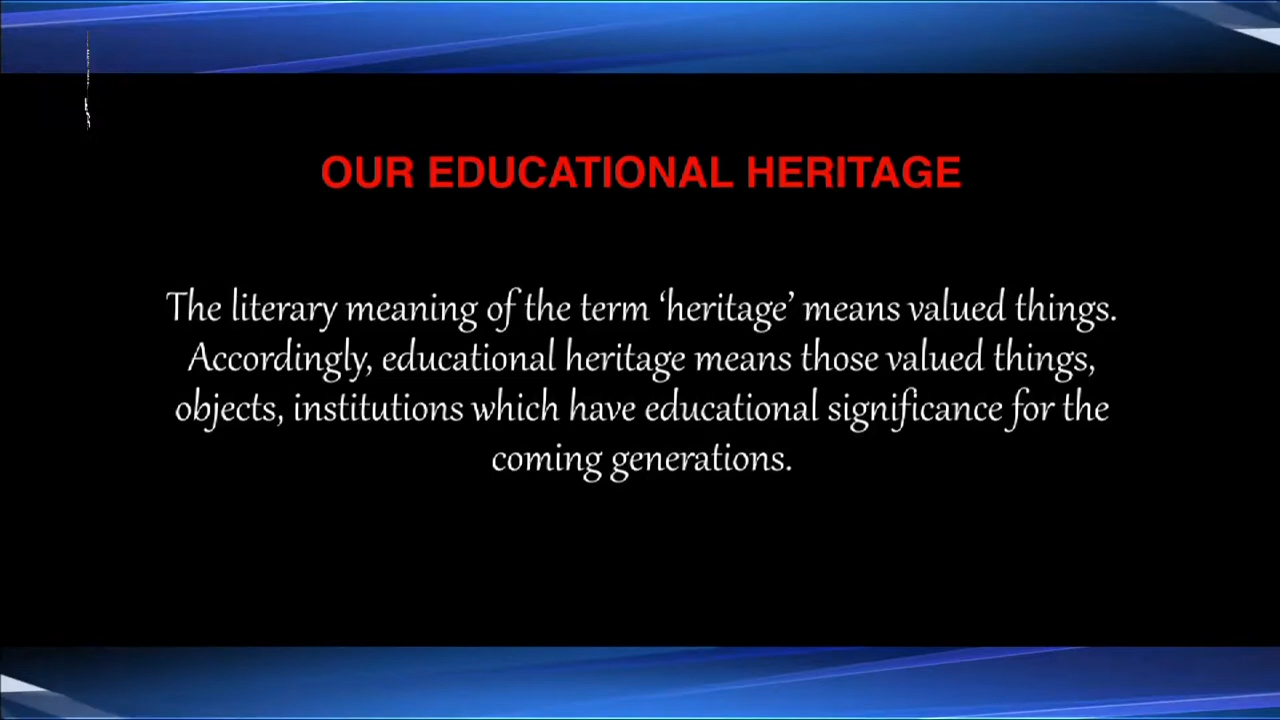 OUR EDUCATIONAL HERITAGE
The literary meaning of the term ‘heritage’ means valued things.
Accordingly, educational heritage means those valued things,
objects, institutions which have educational significance for the
coming generations.